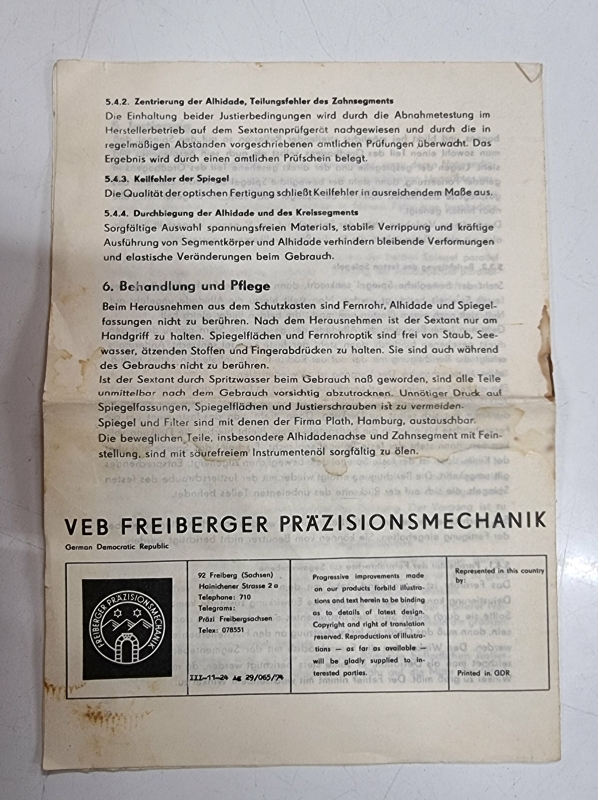 5.4.2. Zentrierung der Alhidade, Teilungsfehler des Zahnsegments
Die Einhaltung beider Justierbedingungen wird durch die Abnahmetestung im
Herstellerbetrieb auf dem Sextantenprüfgerät nachgewiesen und durch die in
regelmäßigen Abständen vorgeschriebenen amtlichen Prüfungen überwacht. Das
Ergebnis wird durch einen amtlichen Prüfschein belegt.
5.4.3. Keilfehler der Spiegel
Die Qualität der optischen Fertigung schließt Keilfehler in ausreichendem Maße aus.
5.4.4. Durchbiegung der Alhidade und des Kreissegments
Sorgfältige Auswahl spannungsfreien Materials, stabile Verrippung und kräftige
Ausführung von Segmentkörper und Alhidade verhindern bleibende Verformungen
und elastische Veränderungen beim Gebrauch.
6. Behandlung und Pflege
Beim Herausnehmen aus dem Schutzkasten sind Fernrohr, Alhidade und Spiegel-
fassungen nicht zu berühren. Nach dem Herausnehmen ist der Sextant nur am
Handgriff zu halten. Spiegelflächen und Fernrohroptik sind frei von Staub, See-
wasser, ätzenden Stoffen und Fingerabdrücken zu halten. Sie sind auch während
des Gebrauchs nicht zu berühren.
Ist der Sextant durch Spritzwasser beim Gebrauch naß geworden, sind alle Teile
unmittelbar nach dem Gebrauch vorsichtig abzutrocknen. Unnötiger Druck auf
Spiegelfassungen, Spiegelflächen und Justierschrauben ist zu vermeiden.
Spiegel und Filter sind mit denen der Firma Plath, Hamburg, austauschbar.
Die beweglichen Teile, insbesondere Alhidadenachse und Zahnsegment mit Fein-
stellung, sind mit säurefreiem Instrumentenöl sorgfältig zu ölen.
VEB FREIBERGER PRÄZISIONSMECHANIK
German Democratic Republic
FREIBERGER PRÄZISIONSMECHANIK
92 Freiberg (Sachsen)
Hainichener Strasse 2 a
Telephone: 710
Telegrams:
Präzi Freibergsachsen
Telex: 078551
III-11-24 Ag 29/065/74
Progressive improvements made
on our products forbild illustra-
tions and text herein to be binding
as to details of latest design.
Copyright and right of translation
reserved. Reproductions of illustra-
tions — as far as available —
will be gladly supplied to in-
terested parties.
Represented in this country
by:
Printed in GDR